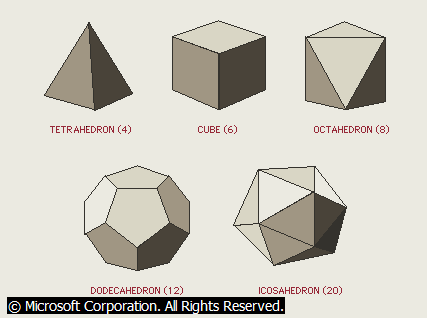 TETRAHEDRON (4)
CUBE (6)
OCTAHEDRON (8)
DODECAHEDRON (12)
ICOSAHEDRON (20)
© Microsoft Corporation. All Rights Reserved.